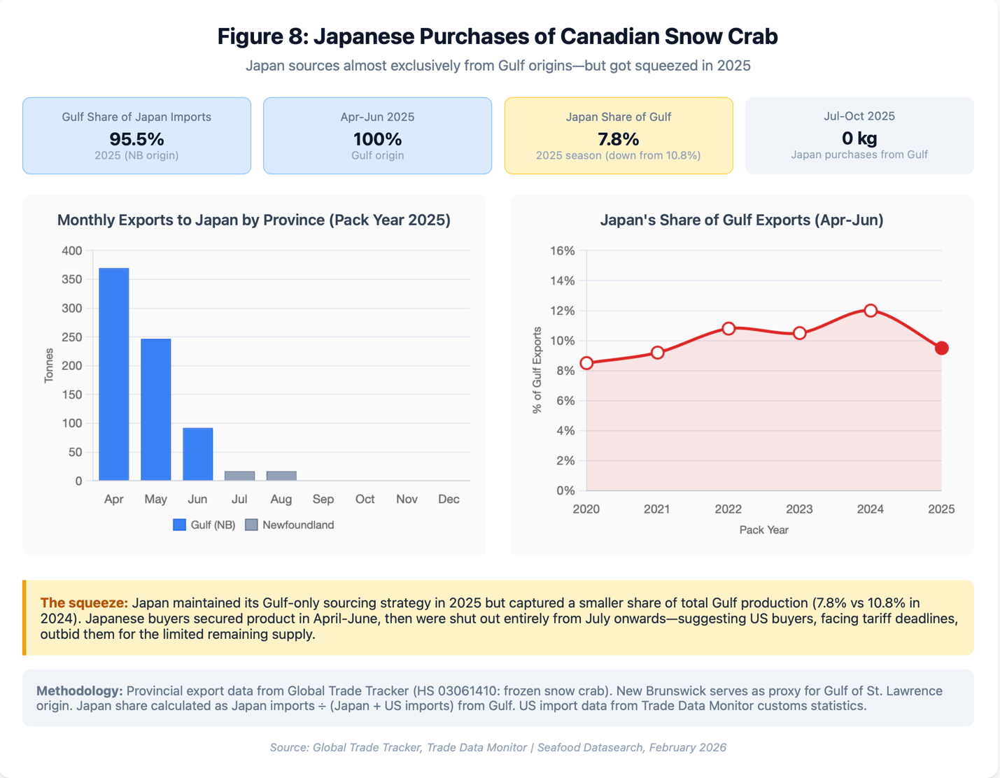 Figure 8: Japanese Purchases of Canadian Snow Crab
Japan sources almost exclusively from Gulf origins—but got squeezed in 2025
Gulf Share of Japan Imports
95.5%
2025 (NB origin)
Apr-Jun 2025
100%
Gulf origin
Japan Share of Gulf
7.8%
2025 season (down from 10.8%)
Jul-Oct 2025
0 kg
Japan purchases from Gulf
Monthly Exports to Japan by Province (Pack Year 2025)
Tonnes
400
350
300
250
200
150
100
50
0
Apr May Jun Jul Aug Sep Oct Nov Dec
Gulf (NB) Newfoundland
Japan's Share of Gulf Exports (Apr-Jun)
% of Gulf Exports
16%
14%
12%
10%
8%
6%
4%
2%
0%
2020 2021 2022 2023 2024 2025
Pack Year
The squeeze: Japan maintained its Gulf-only sourcing strategy in 2025 but captured a smaller share of total Gulf production (7.8% vs 10.8% in
2024). Japanese buyers secured product in April-June, then were shut out entirely from July onwards—suggesting US buyers, facing tariff deadlines,
outbid them for the limited remaining supply.
Methodology: Provincial export data from Global Trade Tracker (HS 03061410: frozen snow crab). New Brunswick serves as proxy for Gulf of St. Lawrence
origin. Japan share calculated as Japan imports ÷ (Japan + US imports) from Gulf. US import data from Trade Data Monitor customs statistics.
Source: Global Trade Tracker, Trade Data Monitor | Seafood Datasearch, February 2026